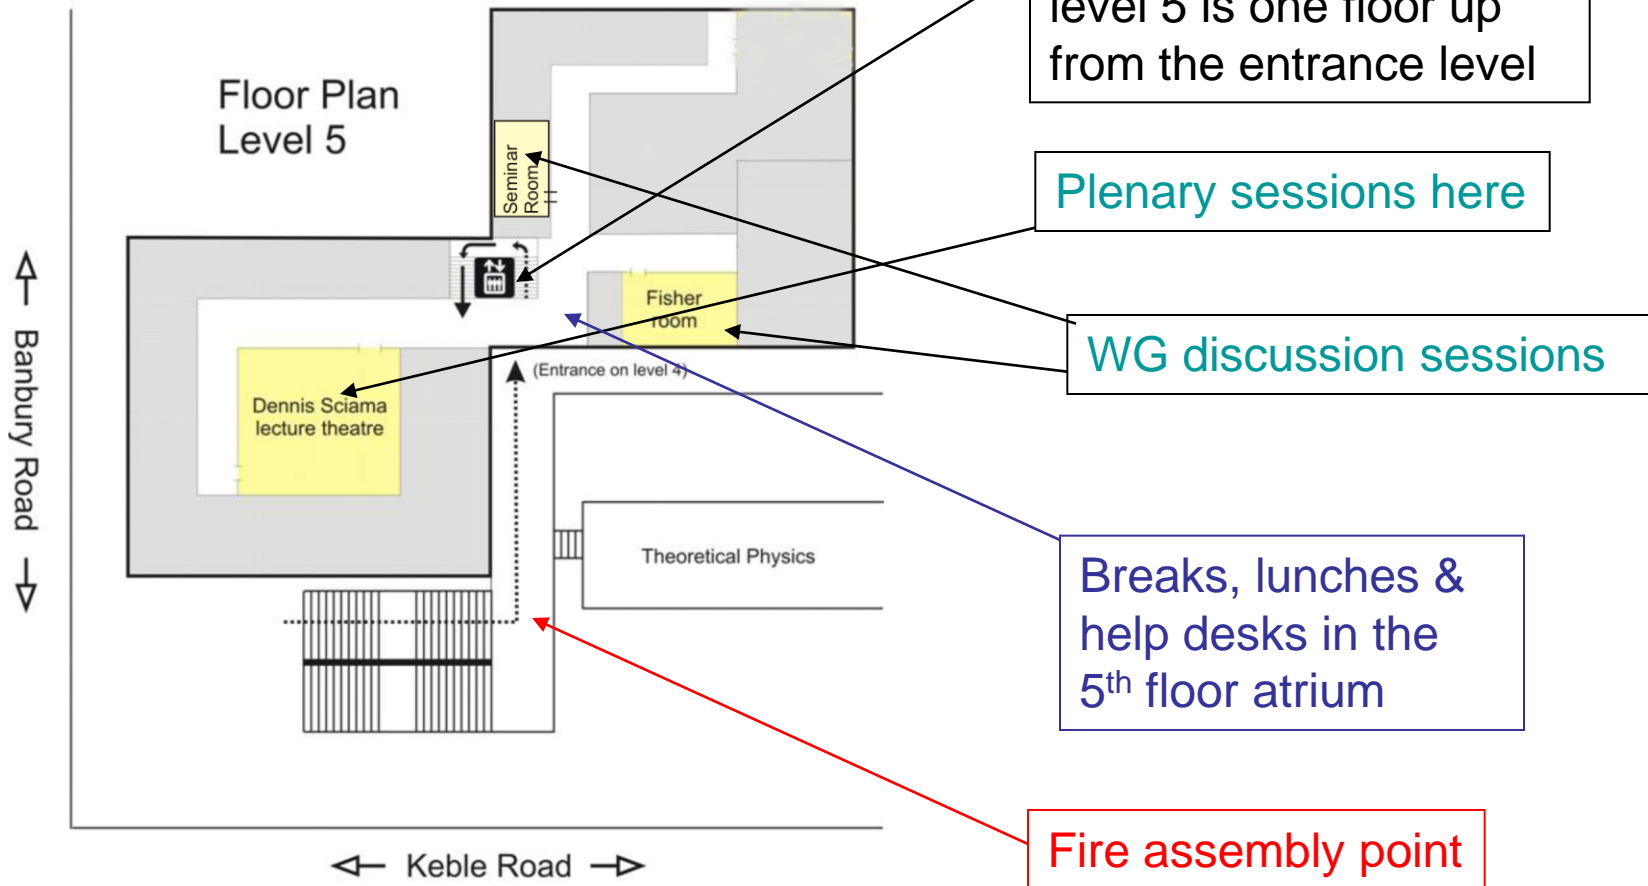 level 5 is one floor up
from the entrance level
Floor Plan
Level 5
Seminar
Room
Plenary sessions here
Fisher
room
WG discussion sessions
(Entrance on level 4)
Dennis Sciama
lecture theatre
Banbury Road
Theoretical Physics
Breaks, lunches &
help desks in the
5th floor atrium
Fire assembly point
Keble Road